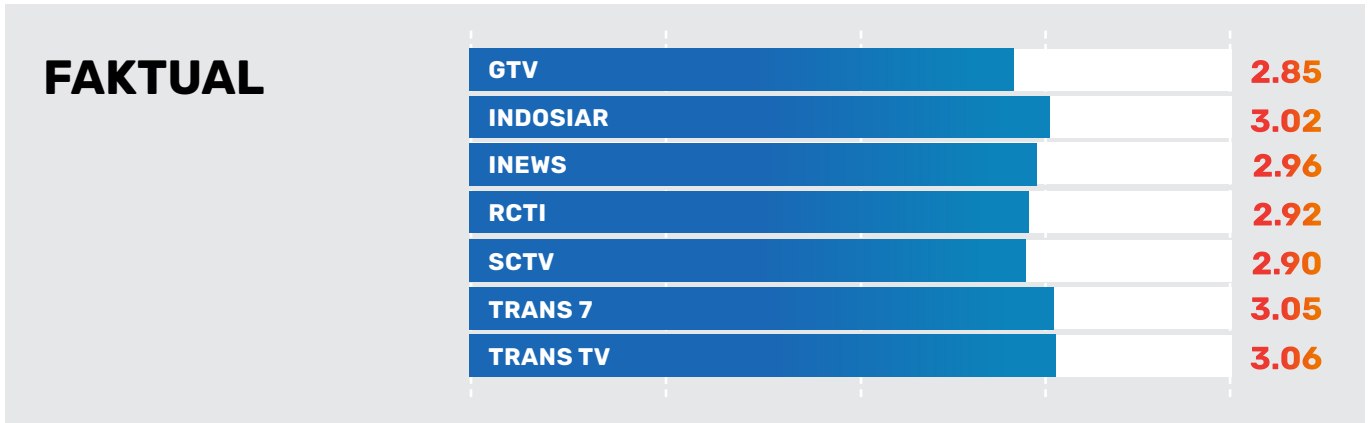 FAKTUAL
GTV 2.85
INDOSIAR 3.02
INEWS 2.96
RCTI 2.92
SCTV 2.90
TRANS 7 3.05
TRANS TV 3.06